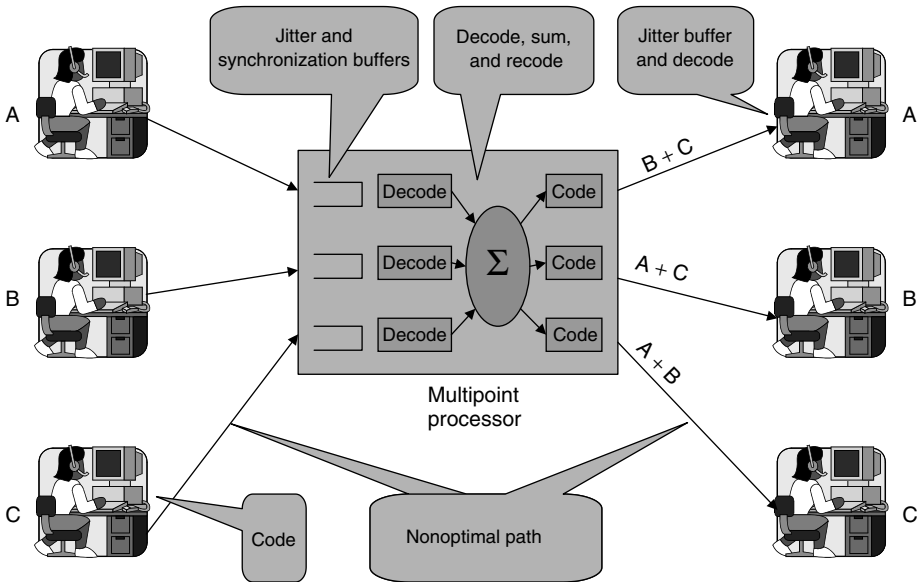 Jitter and
synchronization buffers
Decode, sum,
and recode
Jitter buffer
and decode
A
A
B + C
Decode
Code
B
Decode
Σ
Code
A + C
B
Decode
Code
A + B
Multipoint
processor
C
Code
Nonoptimal path
C